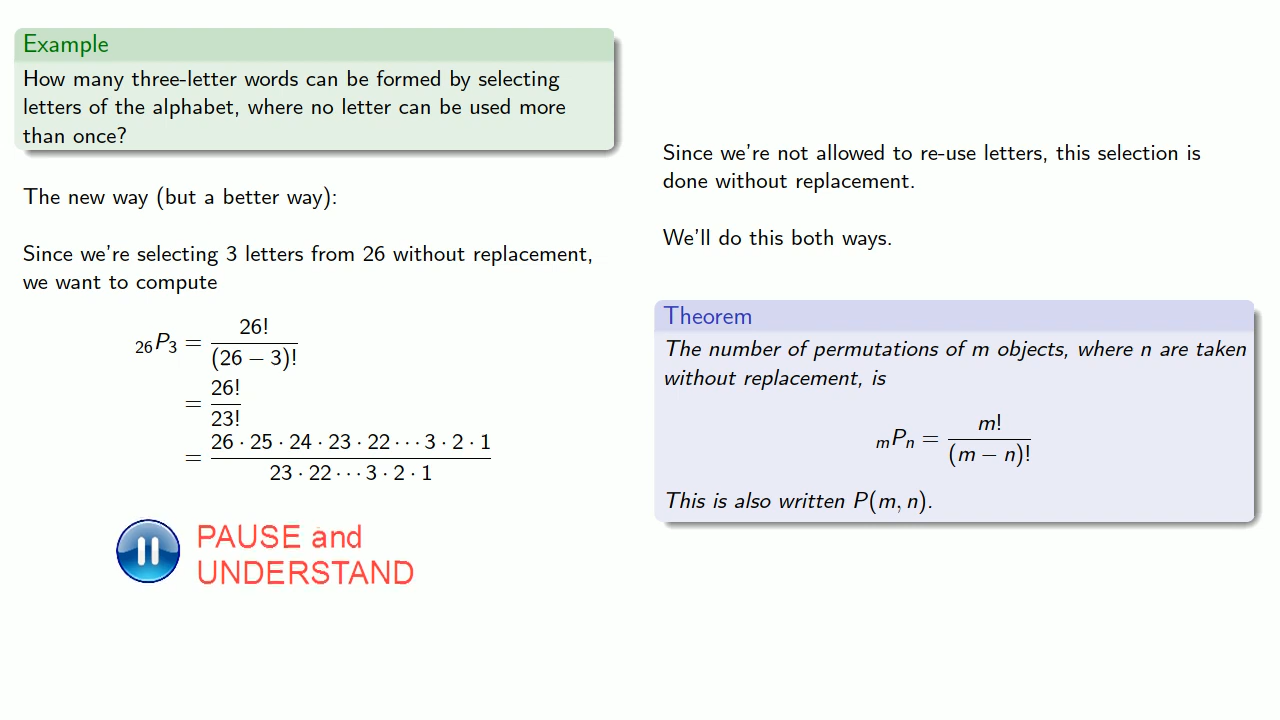 Example
How many three-letter words can be formed by selecting
letters of the alphabet, where no letter can be used more
than once?
The new way (but a better way):
Since we're selecting 3 letters from 26 without replacement,
we want to compute
₂₆P₃ = 26! / (26 − 3)!
= 26! / 23!
= 26 · 25 · 24 · 23 · 22 · · · 3 · 2 · 1 / 23 · 22 · · · 3 · 2 · 1
PAUSE and
UNDERSTAND
Since we're not allowed to re-use letters, this selection is
done without replacement.
We'll do this both ways.
Theorem
The number of permutations of m objects, where n are taken
without replacement, is
ₘPₙ = m! / (m − n)!
This is also written P(m, n).